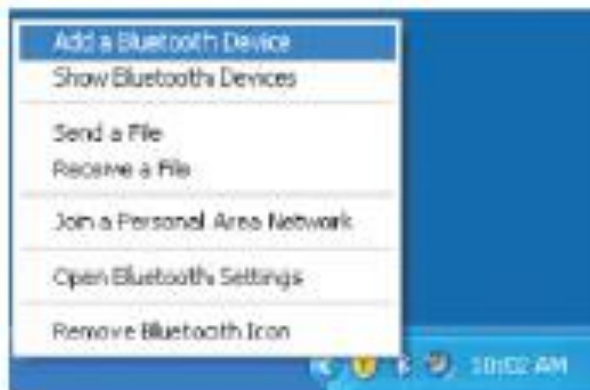 Add a Bluetooth Device
Show Bluetooth Devices
Send a File
Receive a File
Join a Personal Area Network
Open Bluetooth Settings
Remove Bluetooth Icon
10:02 AM